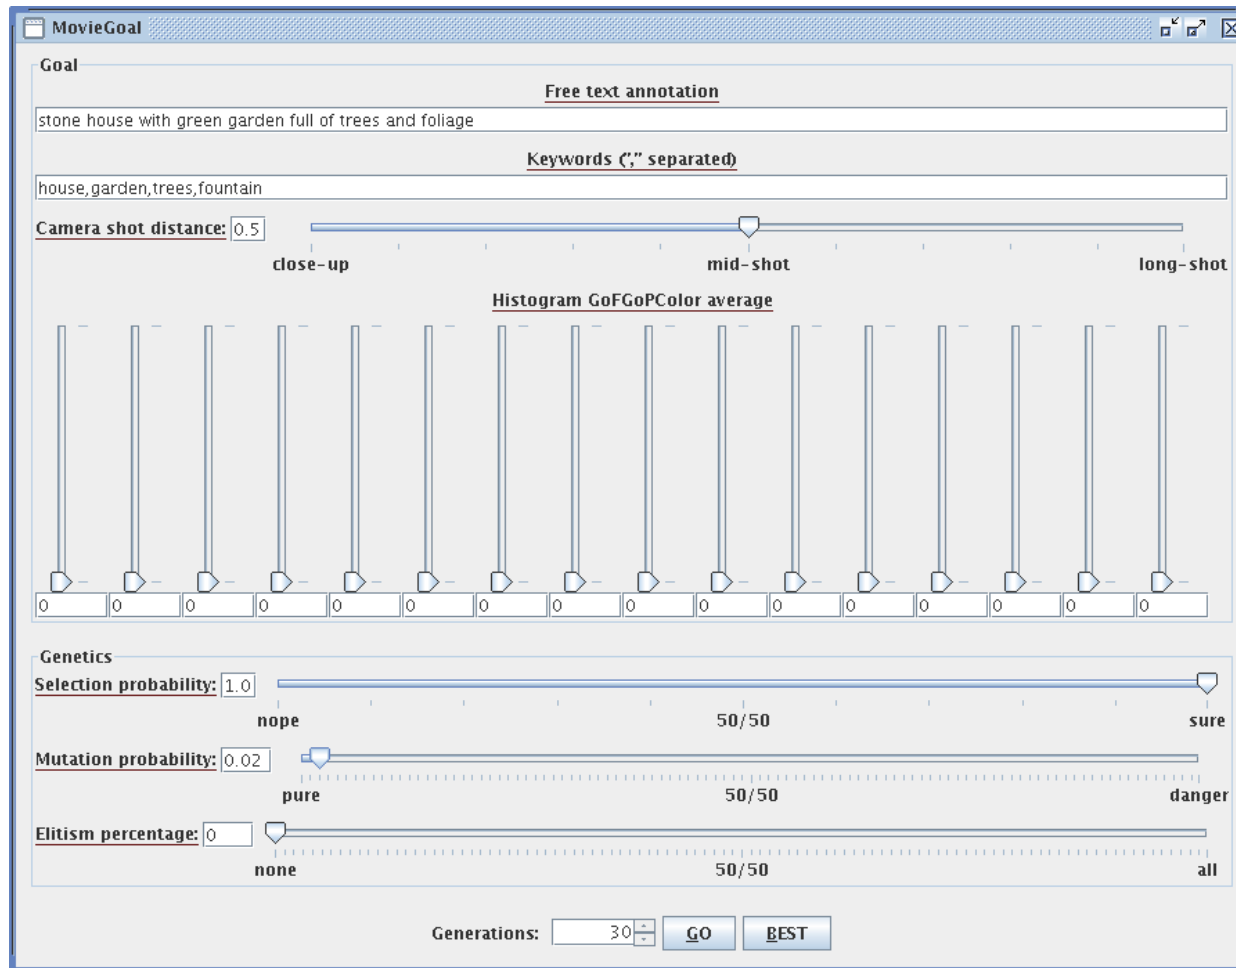 MovieGoal
Goal
Free text annotation
stone house with green garden full of trees and foliage
Keywords ("," separated)
house,garden,trees,fountain
Camera shot distance: 0.5
close-up mid-shot long-shot
Histogram GoFGoPColor average
0 0 0 0 0 0 0 0 0 0 0 0 0 0 0 0
Genetics
Selection probability: 1.0
nope 50/50 sure
Mutation probability: 0.02
pure 50/50 danger
Elitism percentage: 0
none 50/50 all
Generations: 30 GO BEST